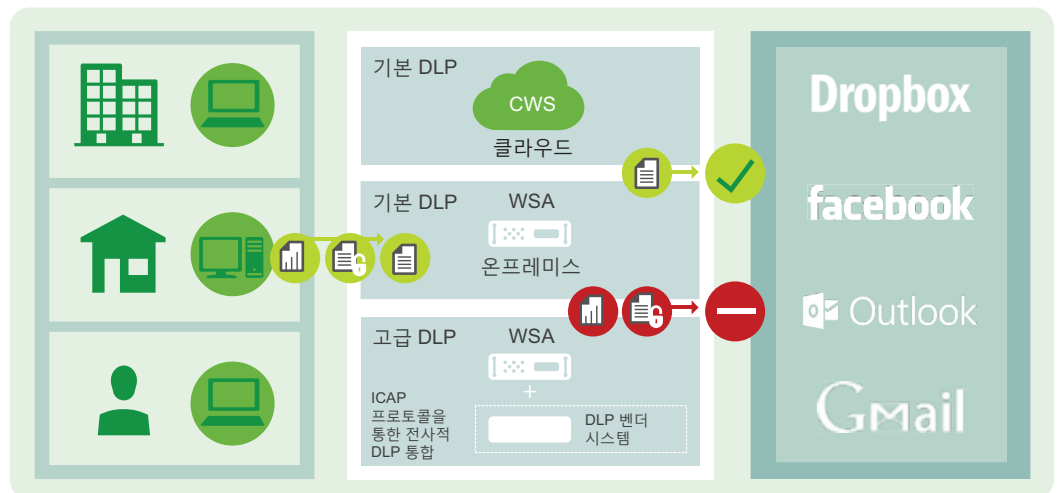 기본 DLP
CWS
클라우드
기본 DLP
WSA
온프레미스
고급 DLP
WSA
+
ICAP
프로토콜을
통한 전사적
DLP 통합
DLP 벤더
시스템
Dropbox
facebook
Outlook
Gmail